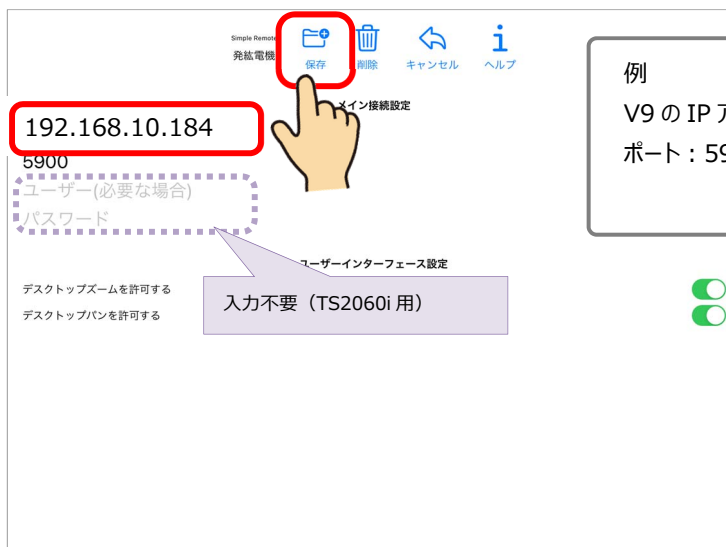 Simple Remote
発紘電機
保存
削除
キャンセル
ヘルプ
メイン接続設定
192.168.10.184
5900
ユーザー(必要な場合)
パスワード
ユーザーインターフェース設定
デスクトップズームを許可する
デスクトップパンを許可する
入力不要（TS2060i 用）
例
V9 の IP ア
ポート：59